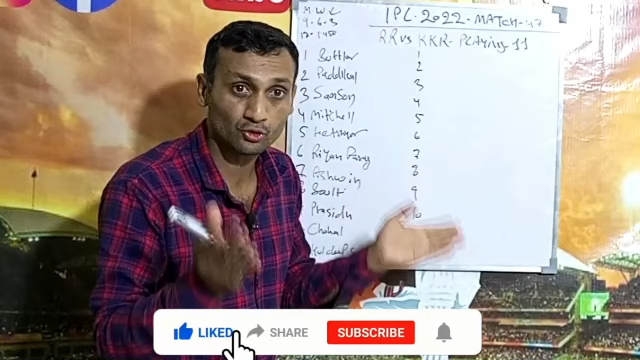 M.W.L
9-6-3
IPL-2022-MATCH-47
RR vs KKR- PLAying-11
1 Buttler
2 Paddikal
3 Samson
4 Mitchell
5 Hetmyer
6 Riyan Parag
7 Ashwin
8 Boult
Prasidh
Chahal
Kuldeep S
1
2
3
4
5
6
7
8
9
10
LIKED
SHARE
SUBSCRIBE